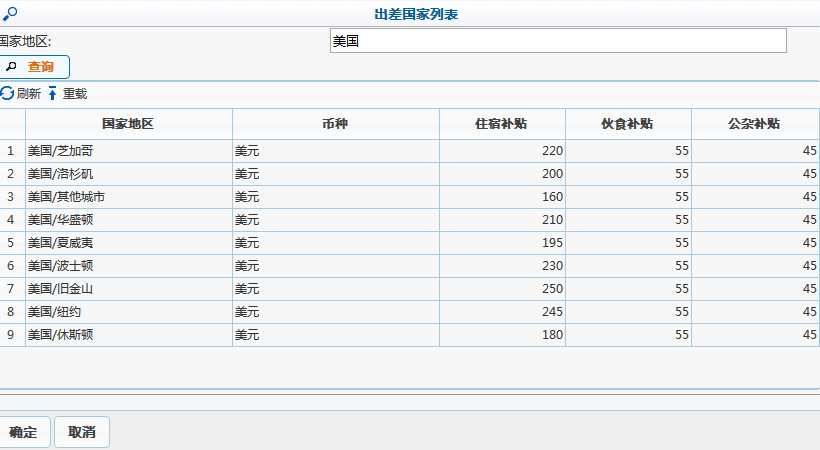 出差国家列表
国家地区: 美国
查询
刷新 重载
国家地区 币种 住宿补贴 伙食补贴 公杂补贴
1 美国/芝加哥 美元 220 55 45
2 美国/洛杉矶 美元 200 55 45
3 美国/其他城市 美元 160 55 45
4 美国/华盛顿 美元 210 55 45
5 美国/夏威夷 美元 195 55 45
6 美国/波士顿 美元 230 55 45
7 美国/旧金山 美元 250 55 45
8 美国/纽约 美元 245 55 45
9 美国/休斯顿 美元 180 55 45
确定 取消